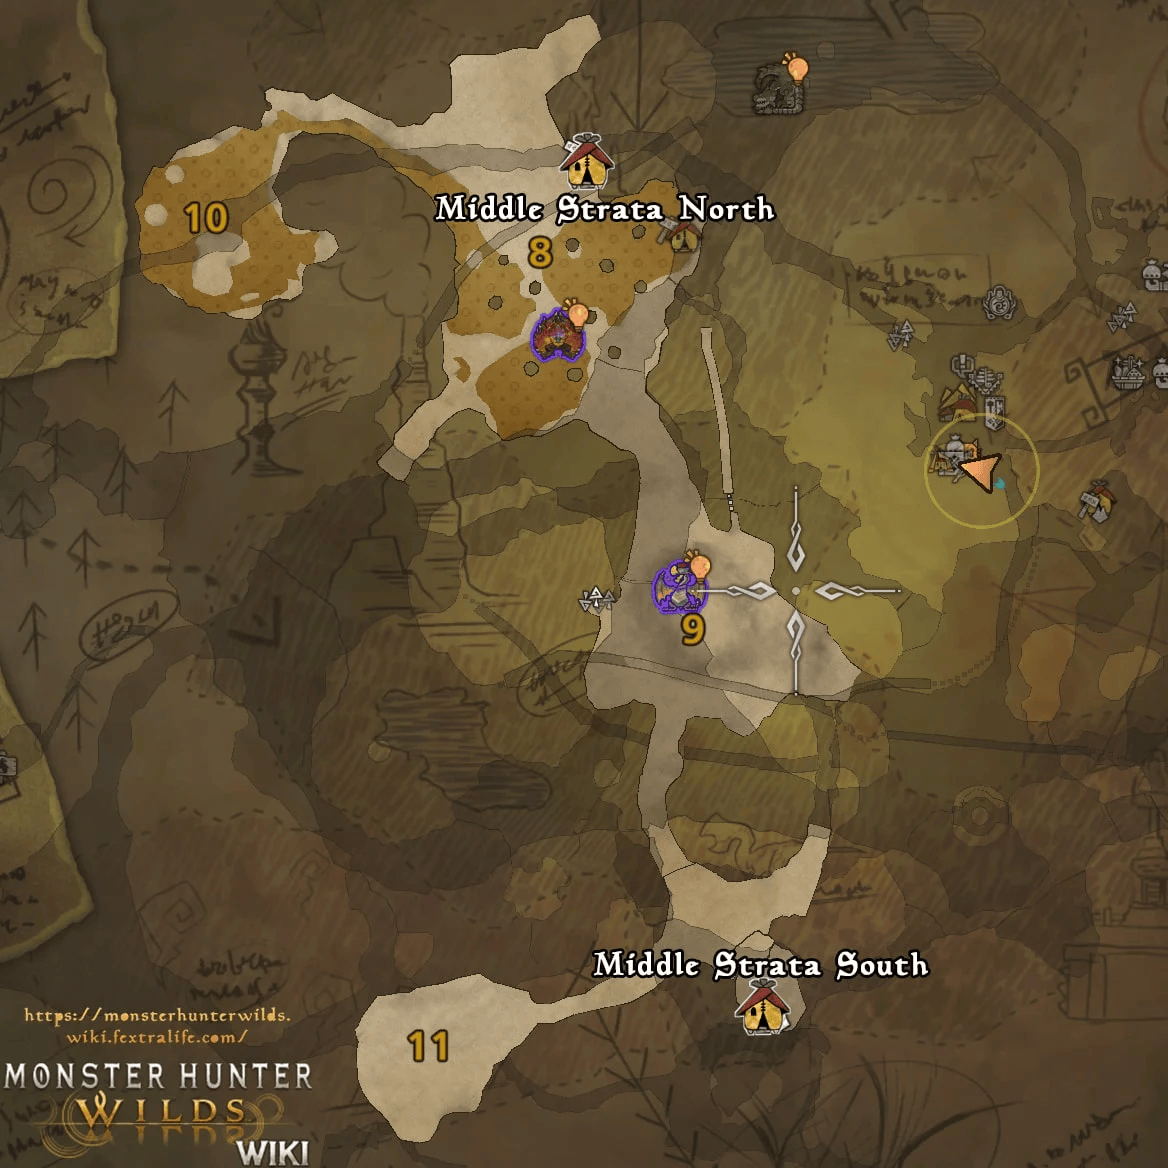 Middle Strata North
10
8
9
Middle Strata South
11
https://monsterhunterwilds.
wiki.fextralife.com/
MONSTER HUNTER
WILDS
WIKI